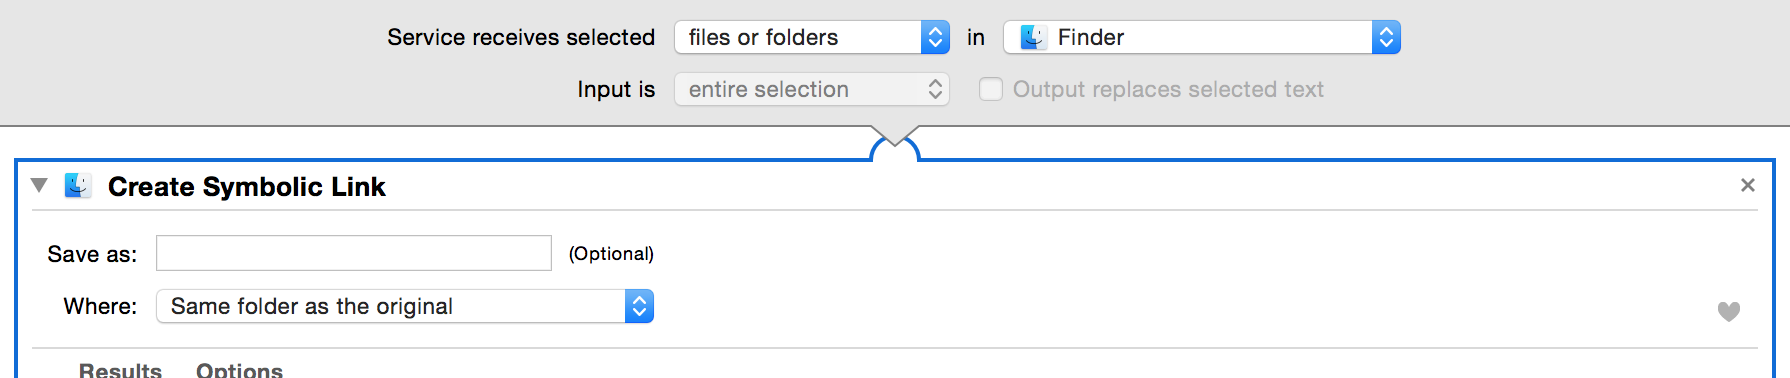 Service receives selected files or folders in Finder
Input is entire selection Output replaces selected text
Create Symbolic Link
Save as: (Optional)
Where: Same folder as the original
Results Options